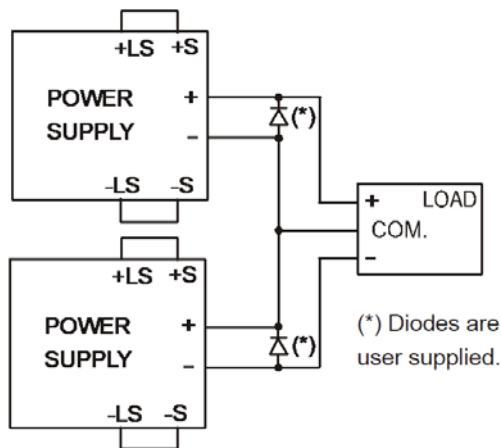 +LS +S
POWER
SUPPLY
+
–
(*)
–LS –S
+ LOAD
COM.
–
+LS +S
POWER
SUPPLY
+
–
(*)
–LS –S
(*) Diodes are
user supplied.